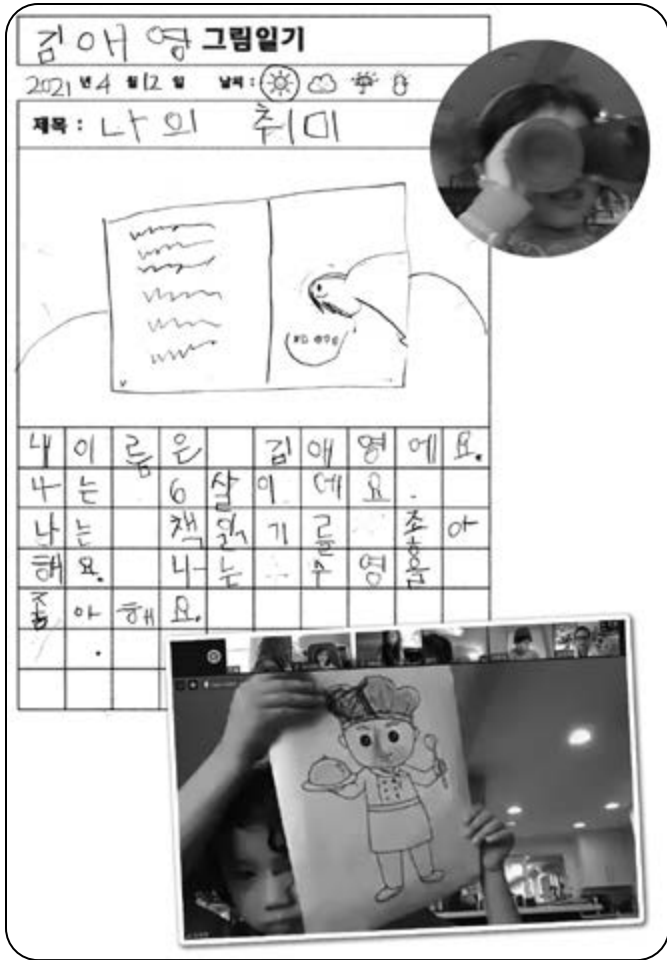 김애영 그림일기
2021 년 4 월 12 일 날씨 :
제목 : 나의 취미
내 이름은 김애영에요.
나는 6살이에요.
나는 책읽기를 조아
해요. 나는 수영을
좋아해요.